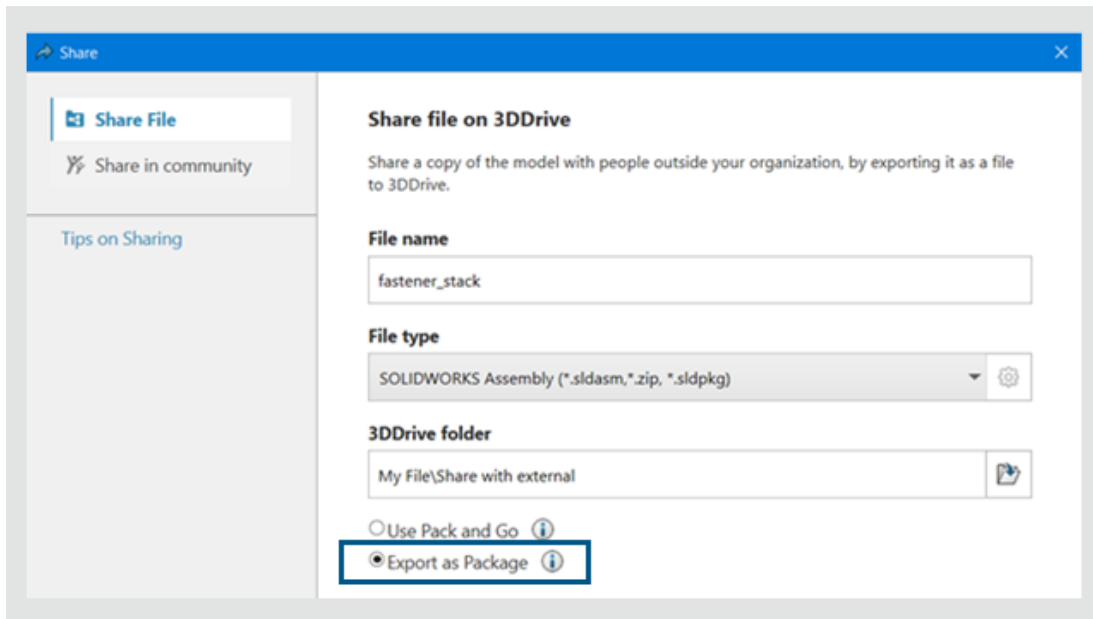 Share
Share File
Share in community
Tips on Sharing
Share file on 3DDrive
Share a copy of the model with people outside your organization, by exporting it as a file
to 3DDrive.
File name
fastener_stack
File type
SOLIDWORKS Assembly (*.sldasm,*.zip, *.sldpkg)
3DDrive folder
My File\Share with external
Use Pack and Go
Export as Package